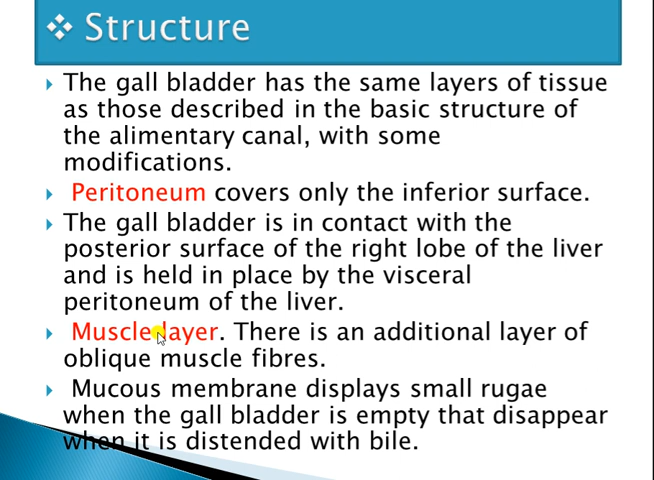 ❖ Structure
The gall bladder has the same layers of tissue
as those described in the basic structure of
the alimentary canal, with some
modifications.
Peritoneum covers only the inferior surface.
The gall bladder is in contact with the
posterior surface of the right lobe of the liver
and is held in place by the visceral
peritoneum of the liver.
Muscle layer. There is an additional layer of
oblique muscle fibres.
Mucous membrane displays small rugae
when the gall bladder is empty that disappear
when it is distended with bile.